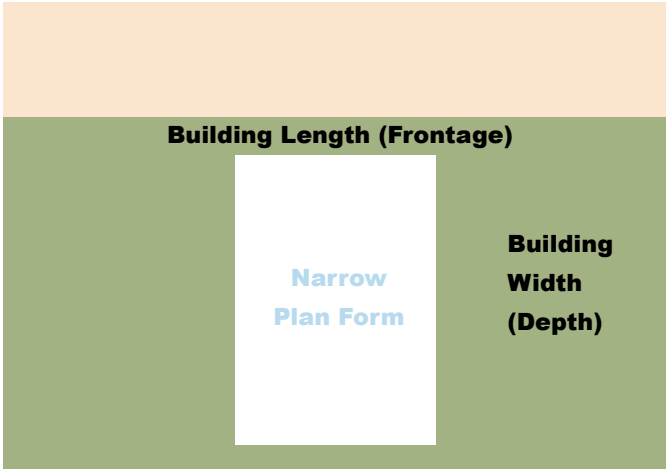 Building Length (Frontage)
Narrow
Plan Form
Building
Width
(Depth)